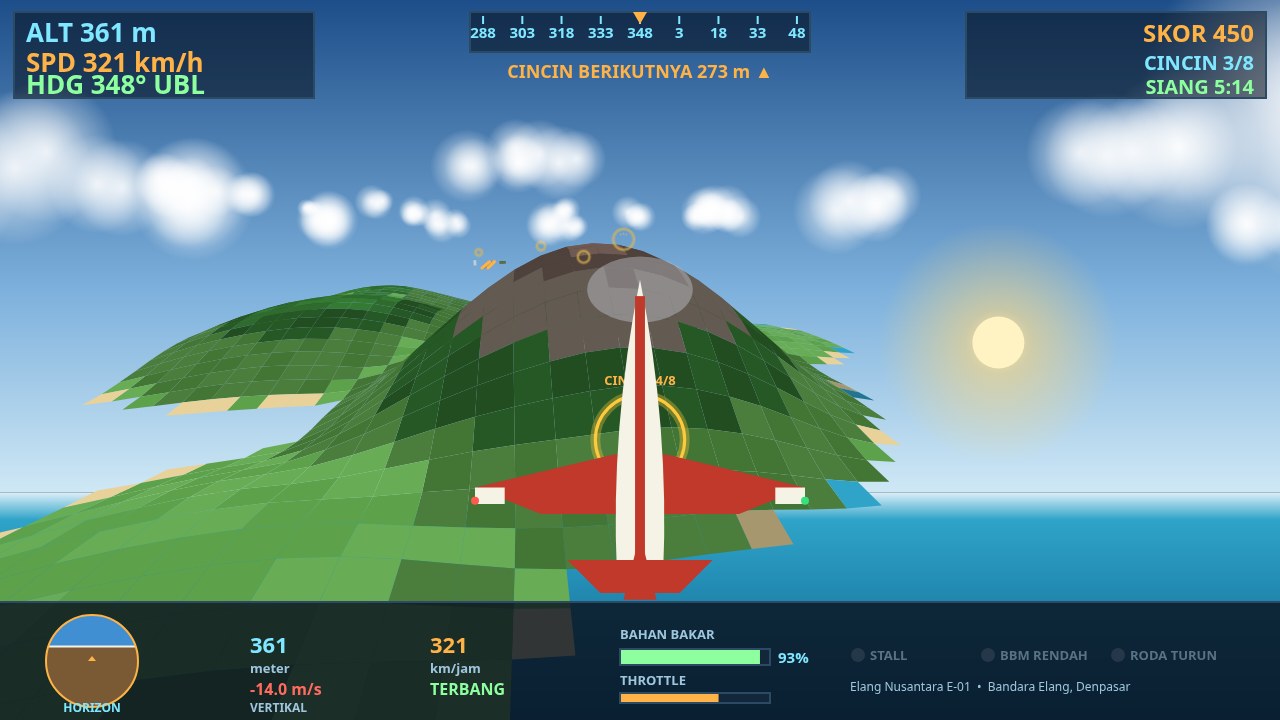 ALT 361 m
SPD 321 km/h
HDG 348° UBL
288 303 318 333 348 3 18 33 48
CINCIN BERIKUTNYA 273 m ▲
SKOR 450
CINCIN 3/8
SIANG 5:14
4/8
HORIZON
361
meter
-14.0 m/s
VERTIKAL
321
km/jam
TERBANG
BAHAN BAKAR
93%
THROTTLE
STALL
BBM RENDAH
RODA TURUN
Elang Nusantara E-01 • Bandara Elang, Denpasar